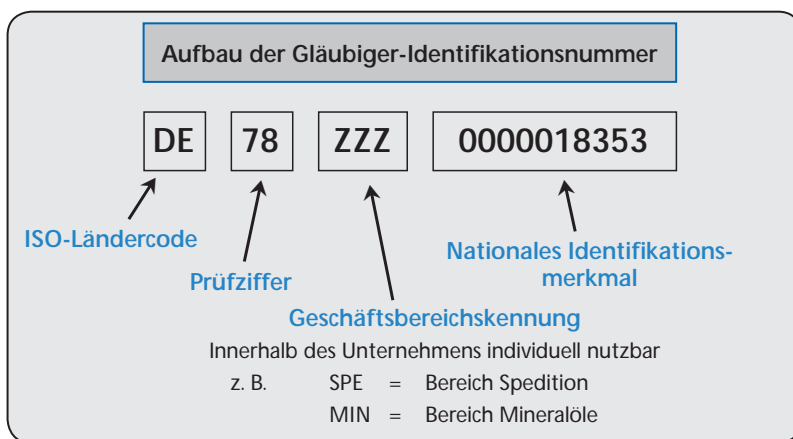 Aufbau der Gläubiger-Identifikationsnummer
DE 78 ZZZ 0000018353
ISO-Ländercode
Nationales Identifikations-
merkmal
Prüfziffer
Geschäftsbereichskennung
Innerhalb des Unternehmens individuell nutzbar
z. B. SPE = Bereich Spedition
MIN = Bereich Mineralöle